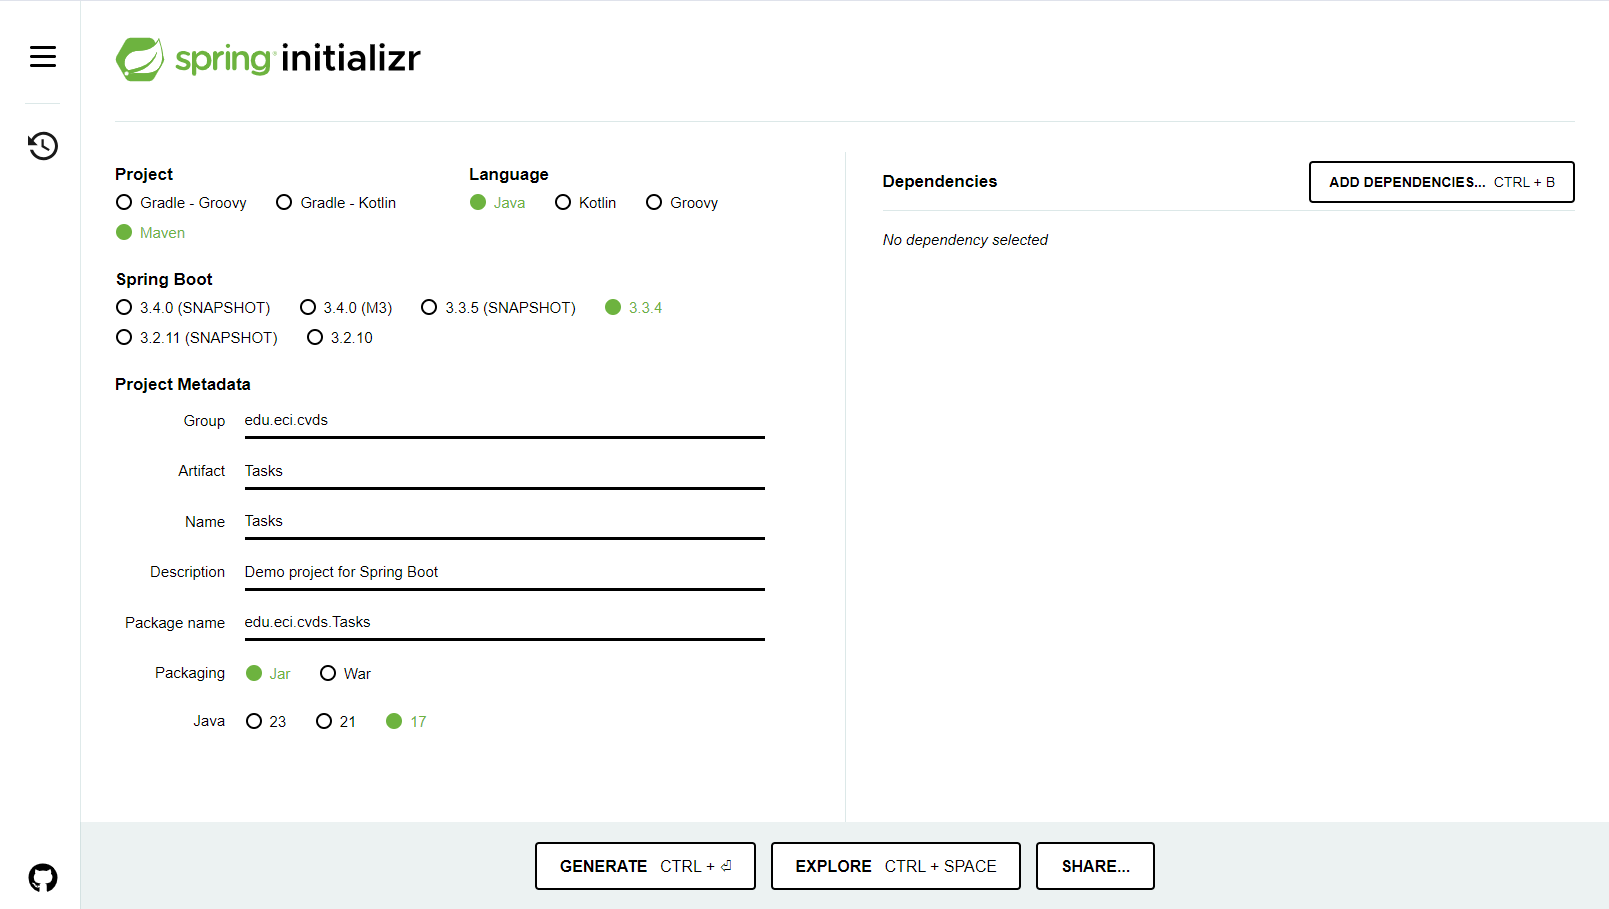 spring initializr
Project
Gradle - Groovy Gradle - Kotlin
Maven
Language
Java Kotlin Groovy
Spring Boot
3.4.0 (SNAPSHOT) 3.4.0 (M3) 3.3.5 (SNAPSHOT) 3.3.4
3.2.11 (SNAPSHOT) 3.2.10
Project Metadata
Group edu.eci.cvds
Artifact Tasks
Name Tasks
Description Demo project for Spring Boot
Package name edu.eci.cvds.Tasks
Packaging Jar War
Java 23 21 17
Dependencies
ADD DEPENDENCIES... CTRL + B
No dependency selected
GENERATE CTRL + ⏎
EXPLORE CTRL + SPACE
SHARE...